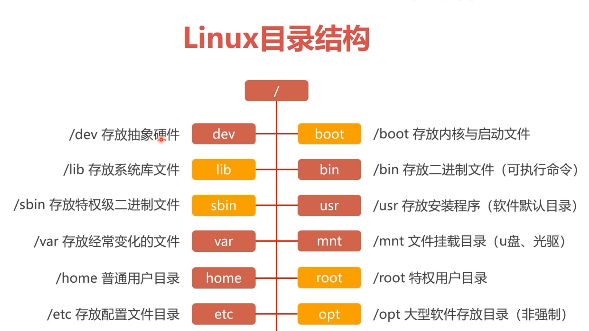 Linux目录结构
/
/dev 存放抽象硬件 dev boot /boot 存放内核与启动文件
/lib 存放系统库文件 lib bin /bin 存放二进制文件（可执行命令）
/sbin 存放特权级二进制文件 sbin usr /usr 存放安装程序（软件默认目录）
/var 存放经常变化的文件 var mnt /mnt 文件挂载目录（u盘、光驱）
/home 普通用户目录 home root /root 特权用户目录
/etc 存放配置文件目录 etc opt /opt 大型软件存放目录（非强制）